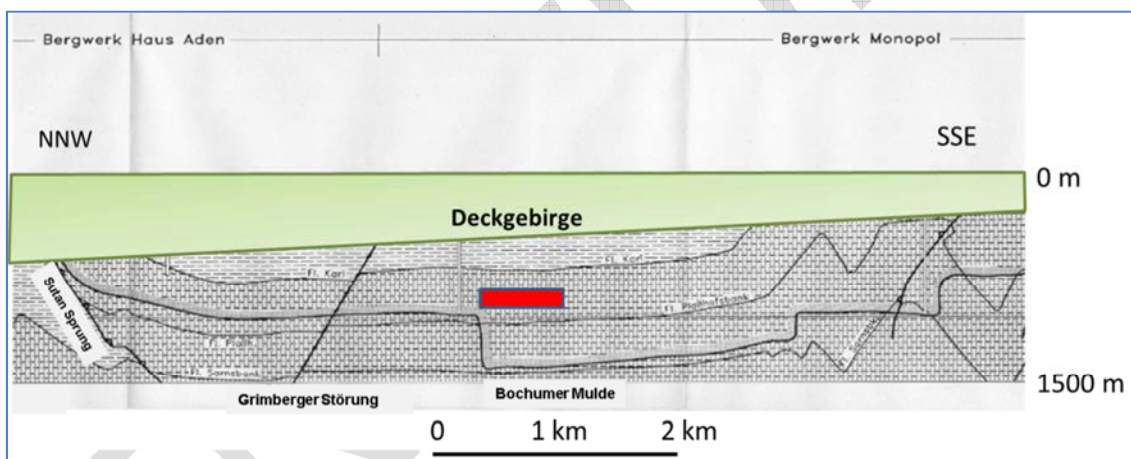 Bergwerk Haus Aden
Bergwerk Monopol
NNW
SSE
0 m
Deckgebirge
Fl. Karl
Fl. Karl
Sutan Sprung
Fl. Sonnebank
1500 m
Grimberger Störung
Bochumer Mulde
0 1 km 2 km